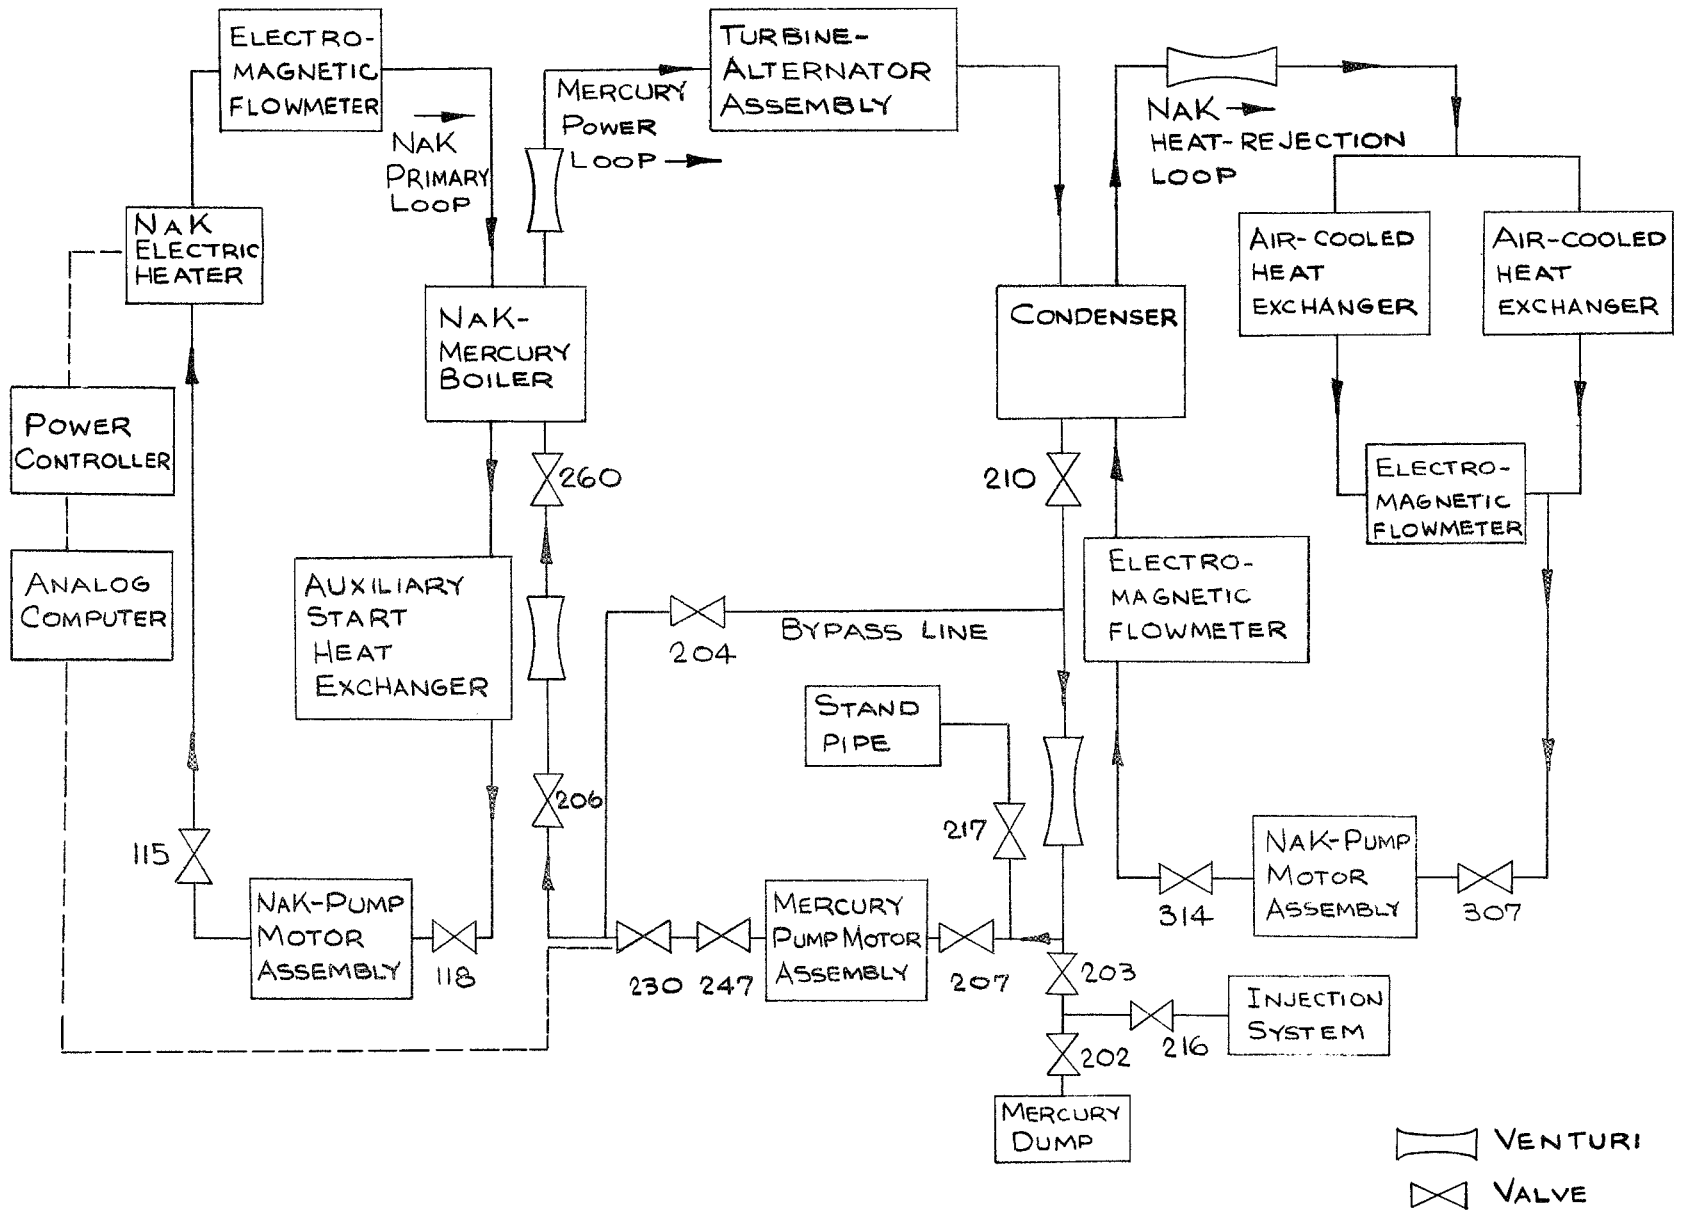 ELECTRO-
MAGNETIC
FLOWMETER
NaK
PRIMARY
LOOP
MERCURY
POWER
LOOP
TURBINE-
ALTERNATOR
ASSEMBLY
NaK
HEAT-REJECTION
LOOP
NaK
ELECTRIC
HEATER
NaK-
MERCURY
BOILER
CONDENSER
AIR-COOLED
HEAT
EXCHANGER
AIR-COOLED
HEAT
EXCHANGER
POWER
CONTROLLER
260
210
ELECTRO-
MAGNETIC
FLOWMETER
ANALOG
COMPUTER
AUXILIARY
START
HEAT
EXCHANGER
204
BYPASS LINE
ELECTRO-
MAGNETIC
FLOWMETER
STAND
PIPE
206
217
115
NaK-PUMP
MOTOR
ASSEMBLY
118
230
247
MERCURY
PUMP MOTOR
ASSEMBLY
207
203
314
NaK-PUMP
MOTOR
ASSEMBLY
307
216
INJECTION
SYSTEM
202
MERCURY
DUMP
VENTURI
VALVE